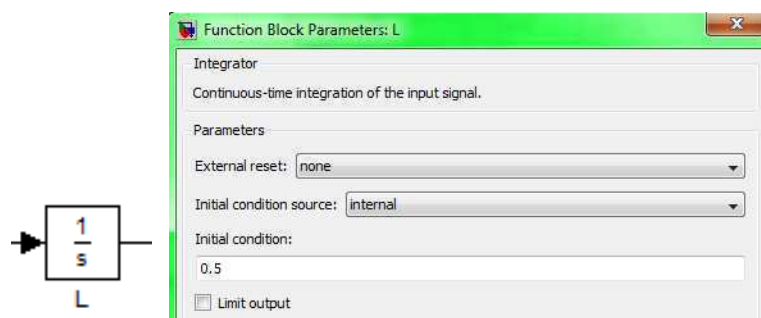 Function Block Parameters: L
Integrator
Continuous-time integration of the input signal.
Parameters
External reset: none
Initial condition source: internal
Initial condition:
0.5
Limit output
1
s
L